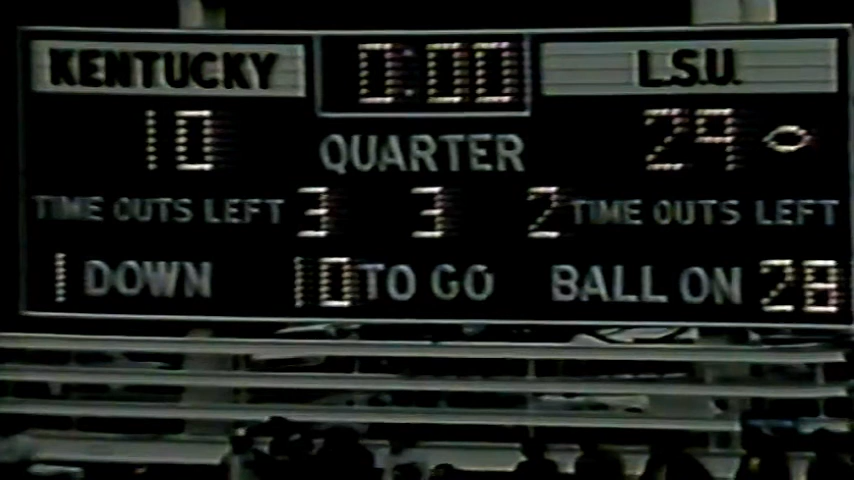 KENTUCKY 0:00 L.S.U.
10 QUARTER 29
TIME OUTS LEFT 3 3 2 TIME OUTS LEFT
1 DOWN 10 TO GO BALL ON 28